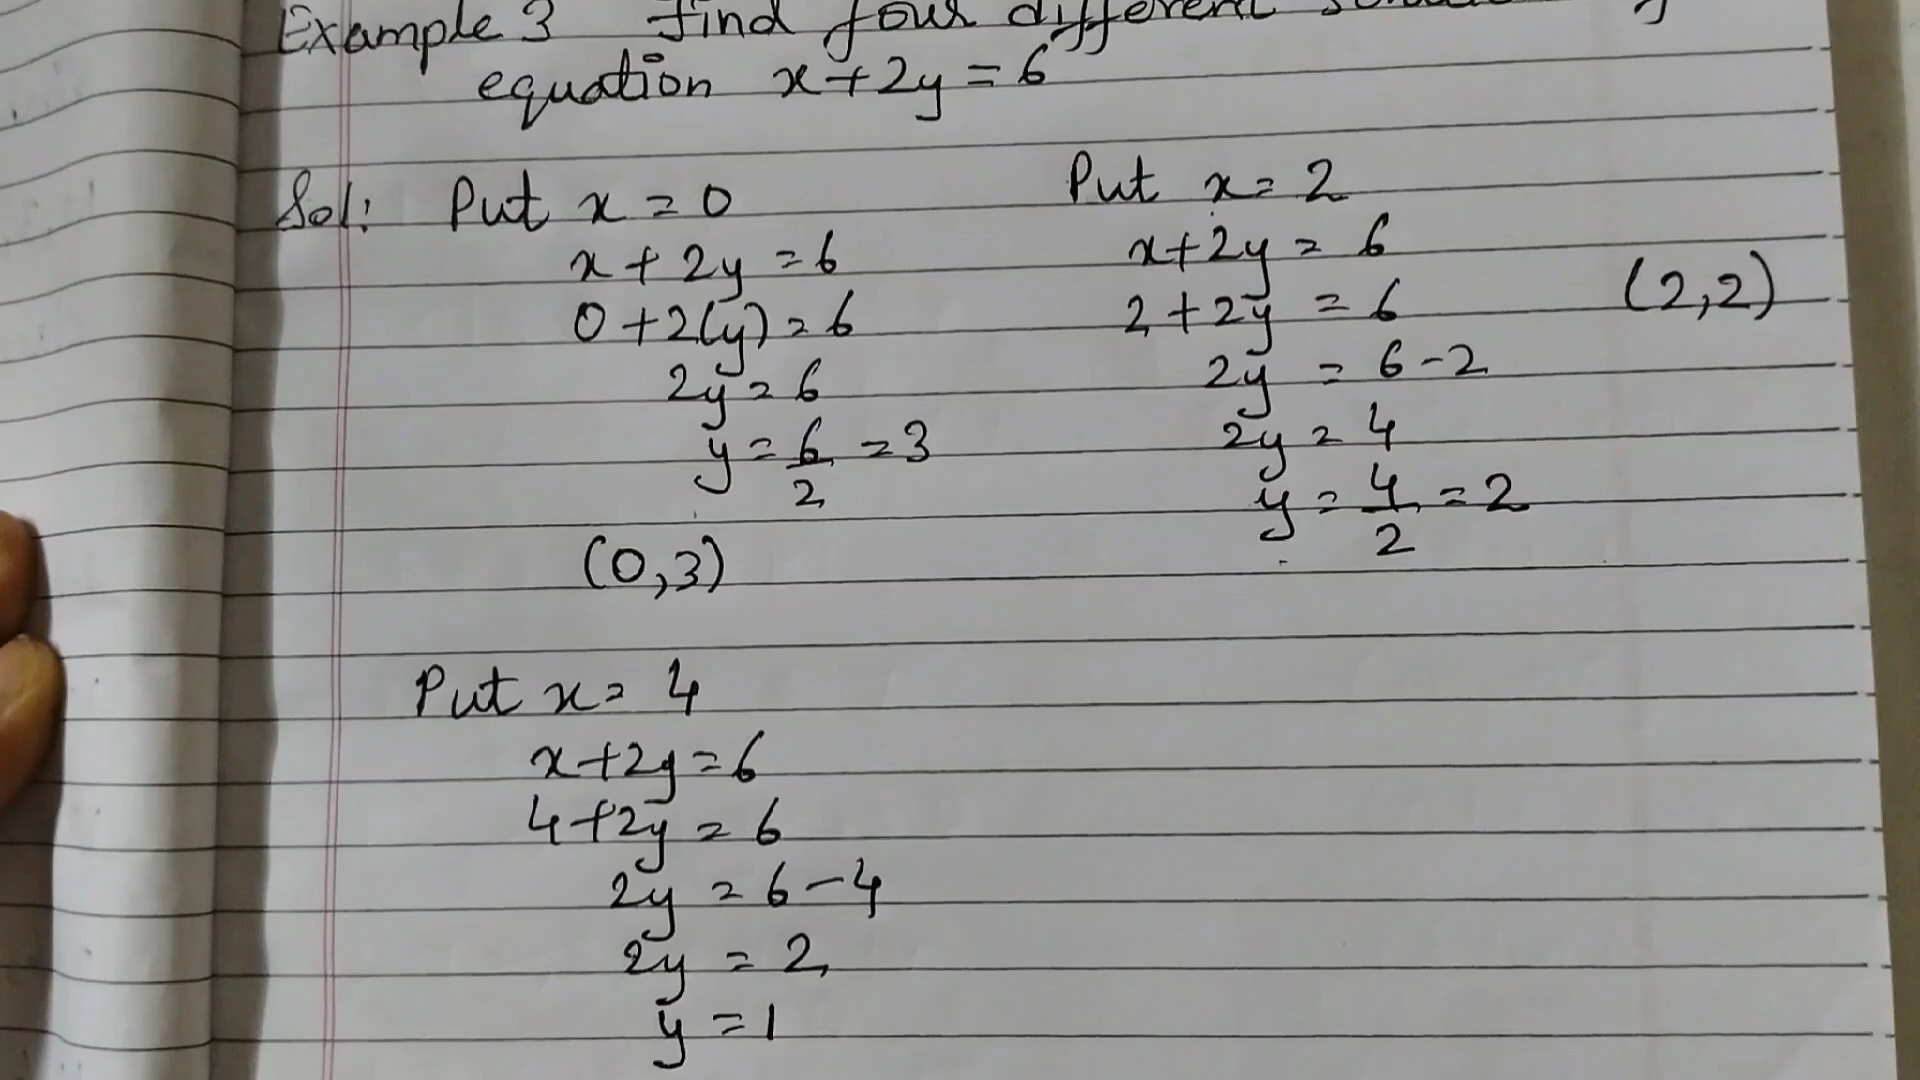 Example 3 find four different
equation x+2y=6
Sol: Put x=0
x+2y=6
0+2(y)=6
2y=6
y=6/2=3
(0,3)
Put x=2
x+2y=6
2+2y=6
2y=6-2
2y=4
y=4/2=2
(2,2)
Put x=4
x+2y=6
4+2y=6
2y=6-4
2y=2
y=1